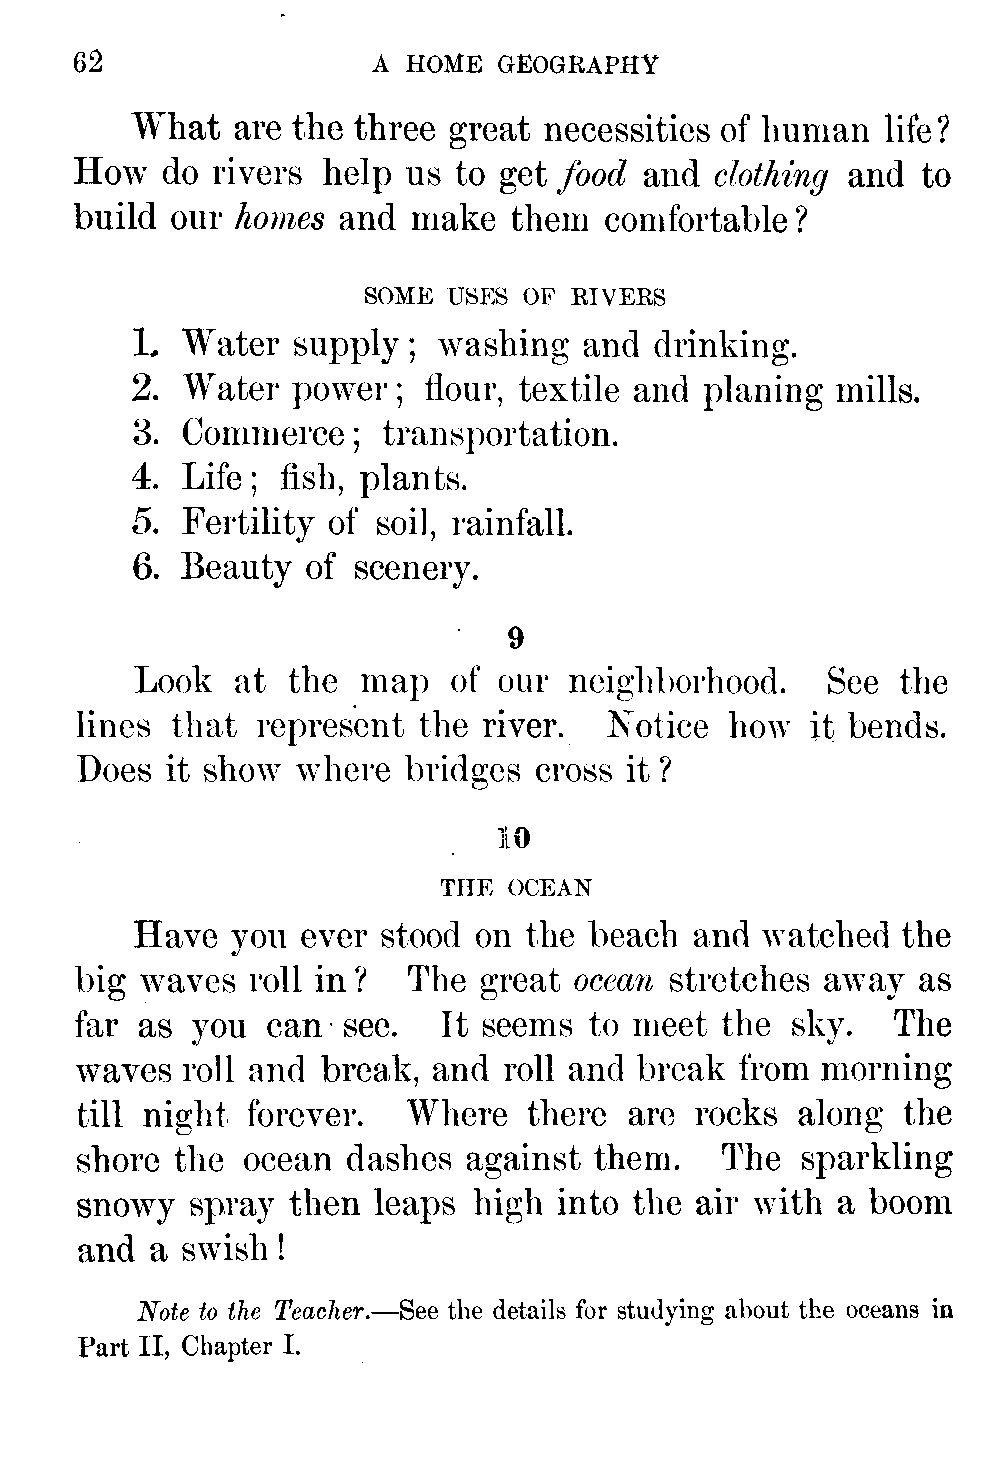 62 A HOME GEOGRAPHY
What are the three great necessities of human life?
How do rivers help us to get food and clothing and to
build our homes and make them comfortable?
SOME USES OF RIVERS
1. Water supply; washing and drinking.
2. Water power; flour, textile and planing mills.
3. Commerce; transportation.
4. Life; fish, plants.
5. Fertility of soil, rainfall.
6. Beauty of scenery.
9
Look at the map of our neighborhood. See the
lines that represent the river. Notice how it bends.
Does it show where bridges cross it?
10
THE OCEAN
Have you ever stood on the beach and watched the
big waves roll in? The great ocean stretches away as
far as you can see. It seems to meet the sky. The
waves roll and break, and roll and break from morning
till night forever. Where there are rocks along the
shore the ocean dashes against them. The sparkling
snowy spray then leaps high into the air with a boom
and a swish!
Note to the Teacher.—See the details for studying about the oceans in
Part II, Chapter I.